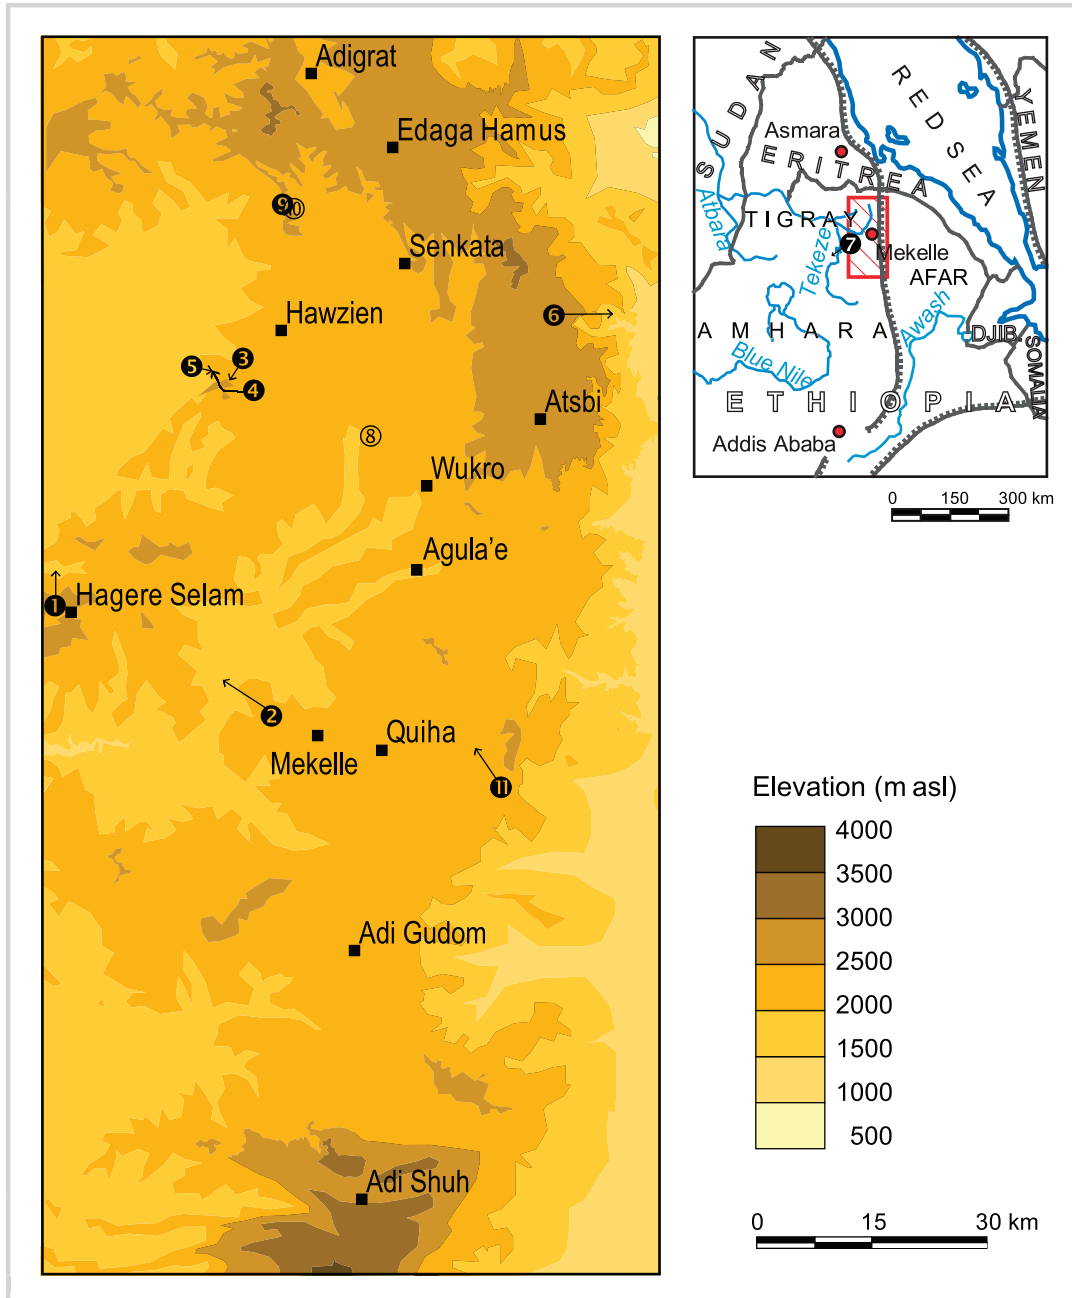 Adigrat
Edaga Hamus
9
10
Senkata
Hawzien
6
5
3
4
Atsbi
8
Wukro
Agula'e
1
Hagere Selam
2
Quiha
Mekelle
11
Adi Gudom
Adi Shuh
SUDAN
RED SEA
YEMEN
Asmara
ERITREA
Atbara
TIGRAY
7
Mekelle
Tekeze
AFAR
AMHARA
Awash
DJIB.
SOMALIA
Blue Nile
ETHIOPIA
Addis Ababa
0 150 300 km
Elevation (m asl)
4000
3500
3000
2500
2000
1500
1000
500
0 15 30 km